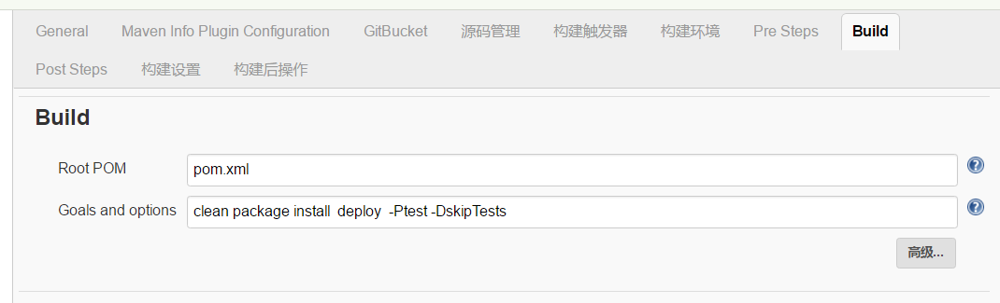 General Maven Info Plugin Configuration GitBucket 源码管理 构建触发器 构建环境 Pre Steps Build
Post Steps 构建设置 构建后操作
Build
Root POM pom.xml
Goals and options clean package install  deploy  -Ptest -DskipTests
高级...